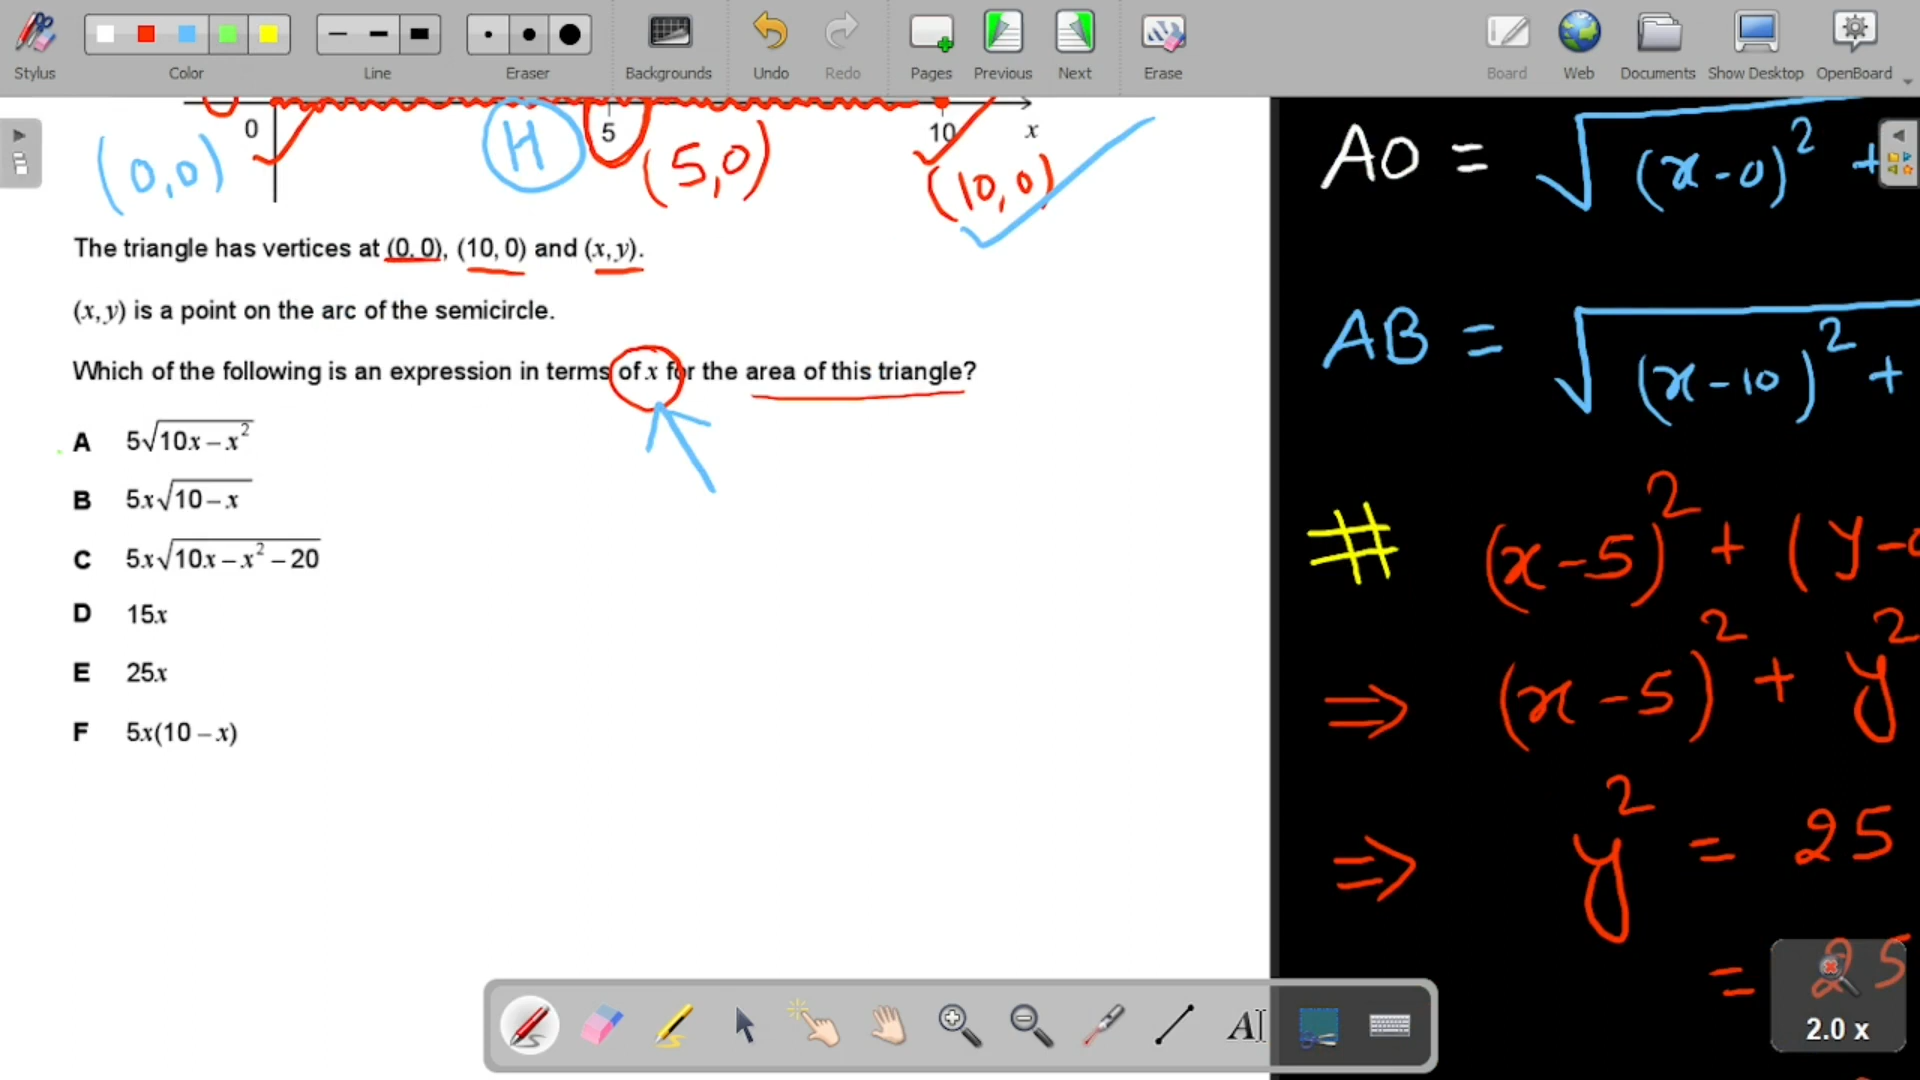 Stylus Color Line Eraser Backgrounds Undo Redo Pages Previous Next Erase Board Web Documents Show Desktop OpenBoard
0 5 10 x
(0,0) H (5,0) (10,0)
The triangle has vertices at (0, 0), (10, 0) and (x, y).
(x, y) is a point on the arc of the semicircle.
Which of the following is an expression in terms of x for the area of this triangle?
A 5√(10x – x²)
B 5x√(10 – x)
C 5x√(10x – x² – 20)
D 15x
E 25x
F 5x(10 – x)
AO = √(x-0)² +
AB = √(x-10)² +
# (x-5)² + (y-0
⇒ (x-5)² + y²
⇒ y² = 25
= 25
2.0 x